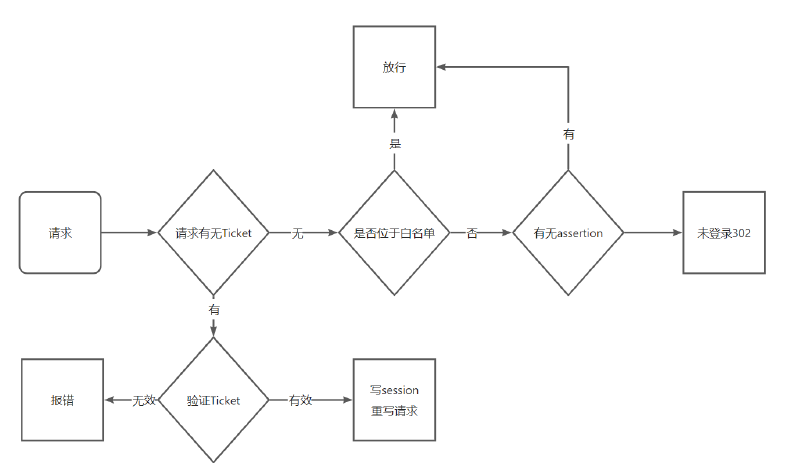 放行
有
是
请求
请求有无Ticket
无
是否位于白名单
否
有无assertion
未登录302
有
报错
无效
验证Ticket
有效
写session
重写请求